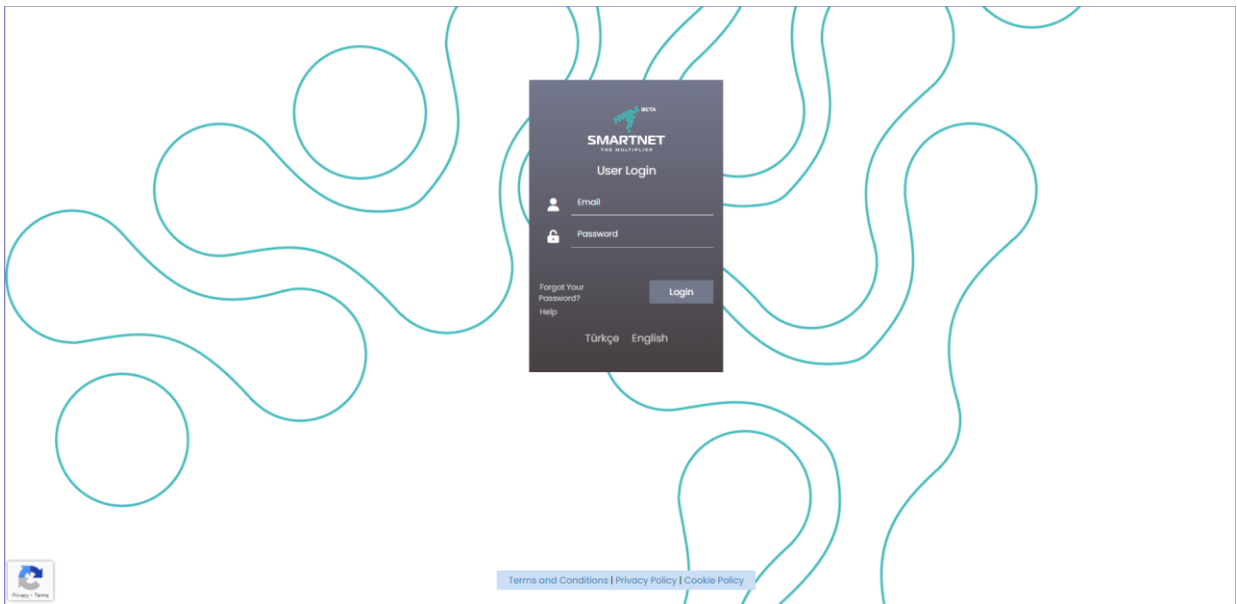 BETA
SMARTNET
THE MULTIPLIER
User Login
Email
Password
Forgot Your
Password?
Login
Help
Türkçe English
Terms and Conditions | Privacy Policy | Cookie Policy
Privacy - Terms